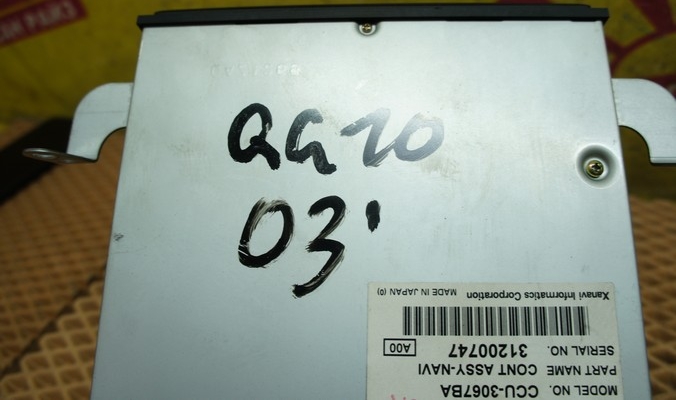 QG10
03'
Xanavi Informatics Corporation
MADE IN JAPAN (0)
A00
SERIAL NO. 31200747
PART NAME CONT ASSY-NAVI
MODEL NO. CCU-3067BA